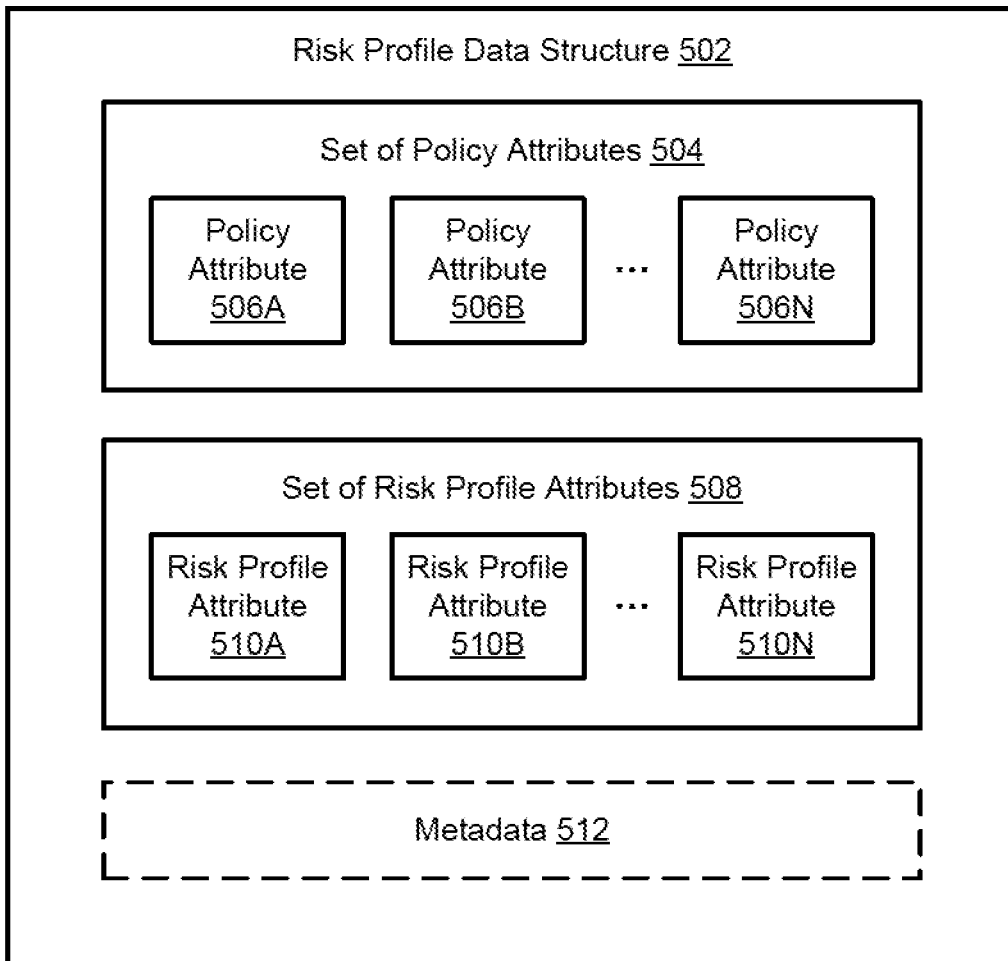 Risk Profile Data Structure 502
Set of Policy Attributes 504
Policy Attribute 506A
Policy Attribute 506B
...
Policy Attribute 506N
Set of Risk Profile Attributes 508
Risk Profile Attribute 510A
Risk Profile Attribute 510B
...
Risk Profile Attribute 510N
Metadata 512